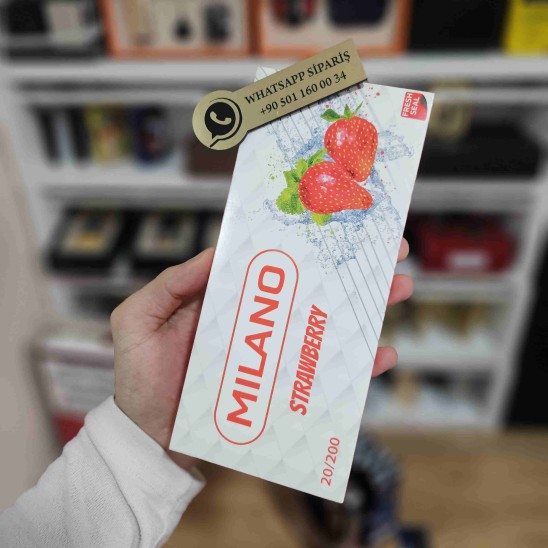 WHATSAPP SİPARİŞ
+90 501 160 00 34
FRESH
SEAL
MILANO
STRAWBERRY
20/200